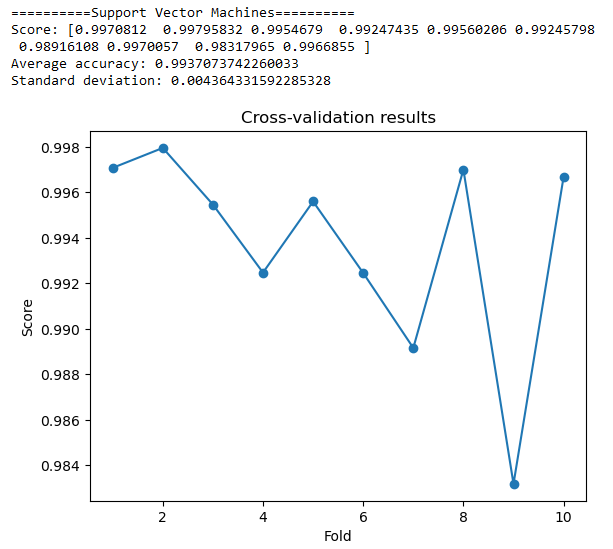 ==========Support Vector Machines==========
Score: [0.9970812  0.99795832 0.9954679  0.99247435 0.99560206 0.99245798
 0.98916108 0.9970057  0.98317965 0.9966855 ]
Average accuracy: 0.9937073742260033
Standard deviation: 0.004364331592285328
Cross-validation results
0.998
0.996
0.994
0.992
0.990
0.988
0.986
0.984
Score
2 4 6 8 10
Fold